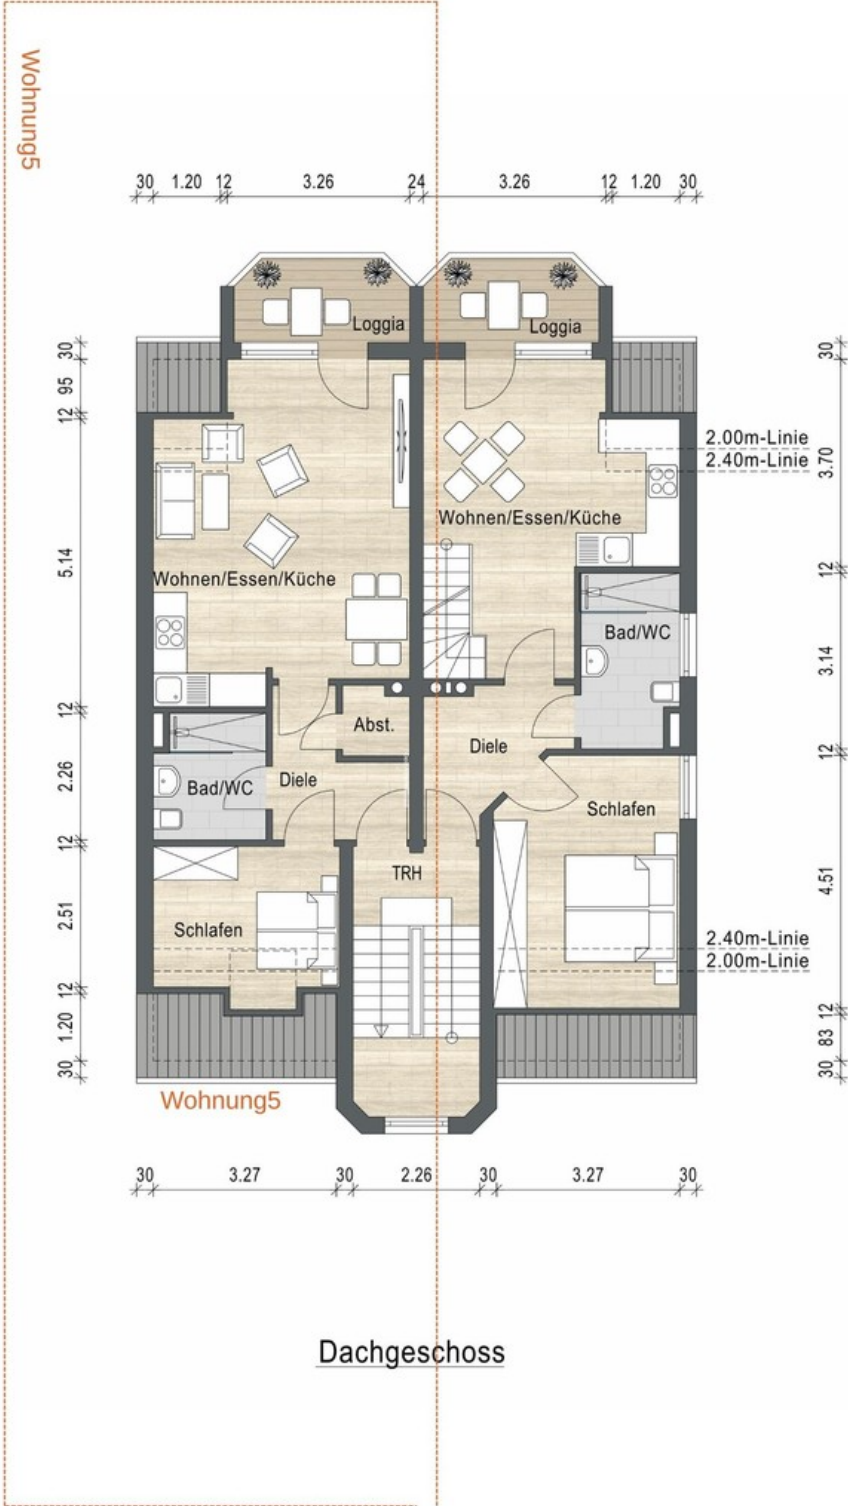 Wohnung5
30 1.20 12 3.26 24 3.26 12 1.20 30
Loggia
Loggia
30
95
12
5.14
12
2.26
12
2.51
12
1.20
30
30
2.00m-Linie
2.40m-Linie
3.70
12
3.14
12
4.51
2.40m-Linie
2.00m-Linie
12
83
30
Wohnen/Essen/Küche
Wohnen/Essen/Küche
Bad/WC
Abst.
Diele
Diele
Bad/WC
Schlafen
TRH
Schlafen
Wohnung5
30 3.27 30 2.26 30 3.27 30
Dachgeschoss